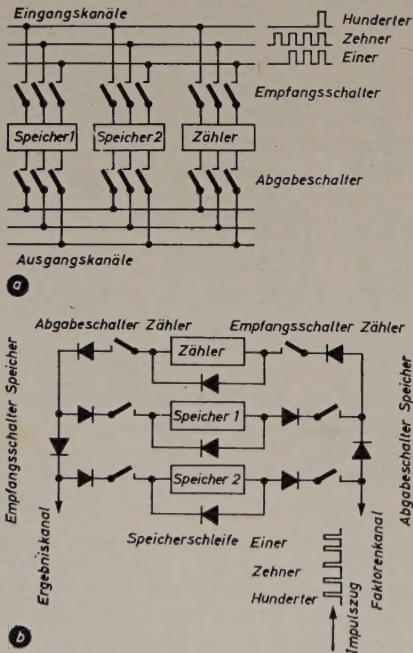 Eingangskanäle
Hunderter
Zehner
Einer
Empfangsschalter
Speicher 1
Speicher 2
Zähler
Abgabeschalter
Ausgangskanäle
a
Abgabeschalter Zähler
Empfangsschalter Zähler
Zähler
Speicher 1
Speicher 2
Empfangsschalter Speicher
Abgabeschalter Speicher
Ergebniskanal
Faktorenkanal
Speicherschleife Einer
Zehner
Hunderter
Impulszug
b